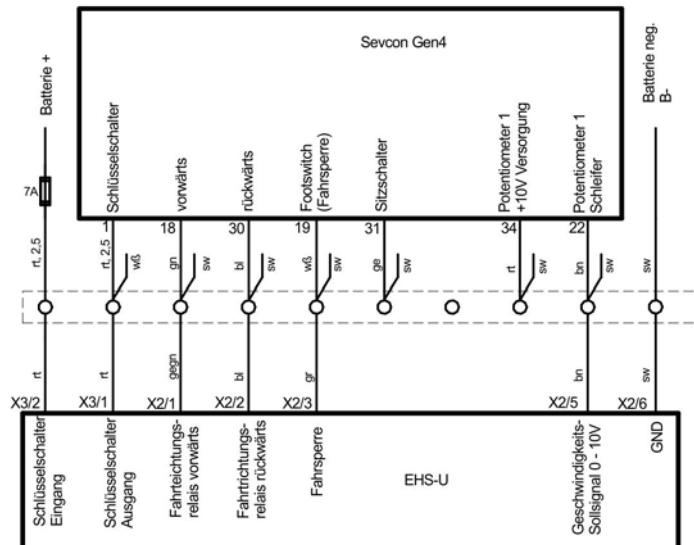 Sevcon Gen4
Batterie +
Batterie neg.
B-
7A
Schlüsselschalter
vorwärts
rückwärts
Footswitch
(Fahrsperre)
Sitzschalter
Potentiometer 1
+10V Versorgung
Potentiometer 1
Schleifer
1
18
30
19
31
34
22
rt, 2,5
rt, 2,5
wß
gn
sw
bl
sw
wß
sw
ge
sw
rt
sw
bn
sw
sw
rt
rt
gegn
bl
gr
bn
sw
X3/2
X3/1
X2/1
X2/2
X2/3
X2/5
X2/6
Schlüsselschalter
Eingang
Schlüsselschalter
Ausgang
Fahrteichtungs-
relais vorwärts
Fahrtrichtungs-
relais rückwärts
Fahrsperre
EHS-U
Geschwindigkeits-
Sollsignal 0 - 10V
GND